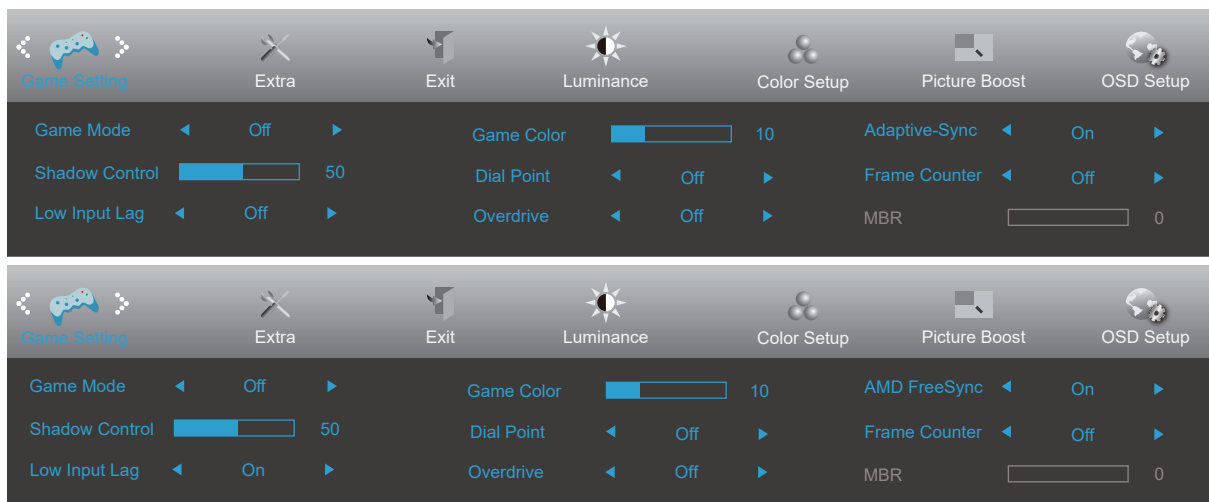 Game Setting Extra Exit Luminance Color Setup Picture Boost OSD Setup
Game Mode Off Game Color 10 Adaptive-Sync On
Shadow Control 50 Dial Point Off Frame Counter Off
Low Input Lag Off Overdrive Off MBR 0
Game Setting Extra Exit Luminance Color Setup Picture Boost OSD Setup
Game Mode Off Game Color 10 AMD FreeSync On
Shadow Control 50 Dial Point Off Frame Counter Off
Low Input Lag On Overdrive Off MBR 0